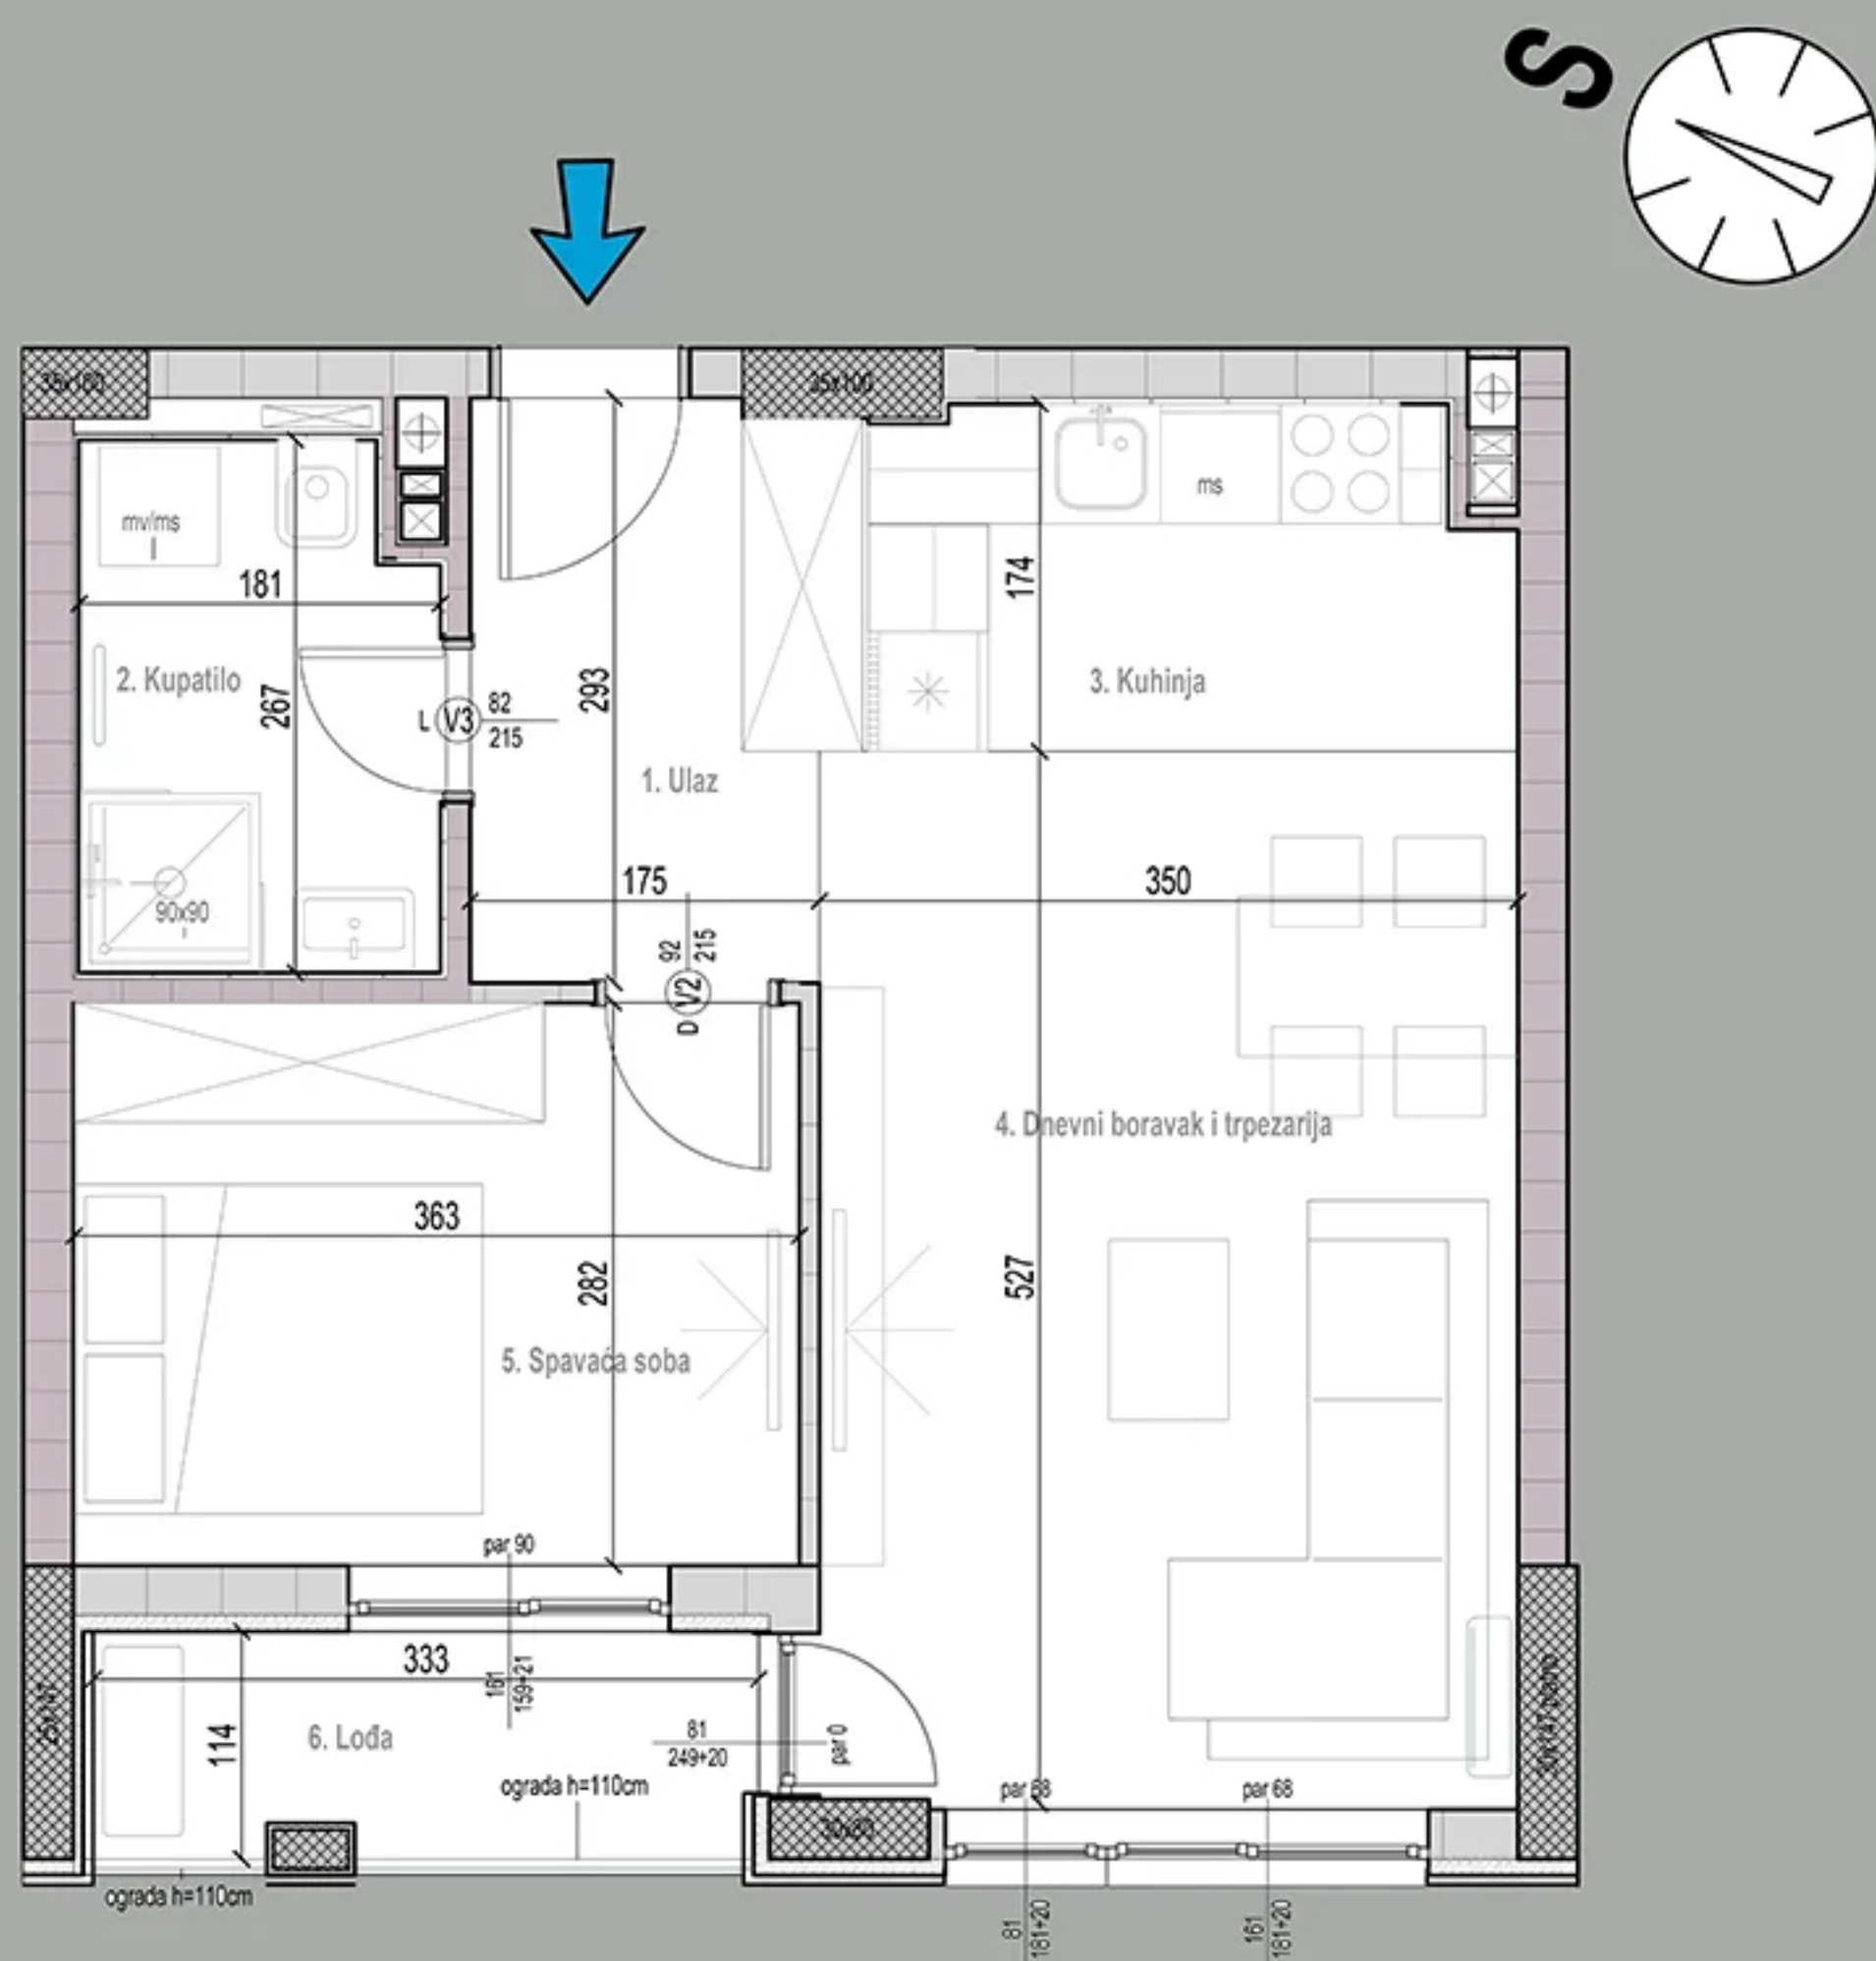 S
35x100
mv/ms
181
2. Kupatilo
267
L V3 82
215
90x90
293
1. Ulaz
175
92
215
D V2
ms
174
3. Kuhinja
350
4. Dnevni boravak i trpezarija
527
363
282
5. Spavaća soba
par 90
333
161
159+21
114
6. Lođa
81
249+20
par 0
ograda h=110cm
ograda h=110cm
30x80
par 68
par 68
81
181+20
161
181+20